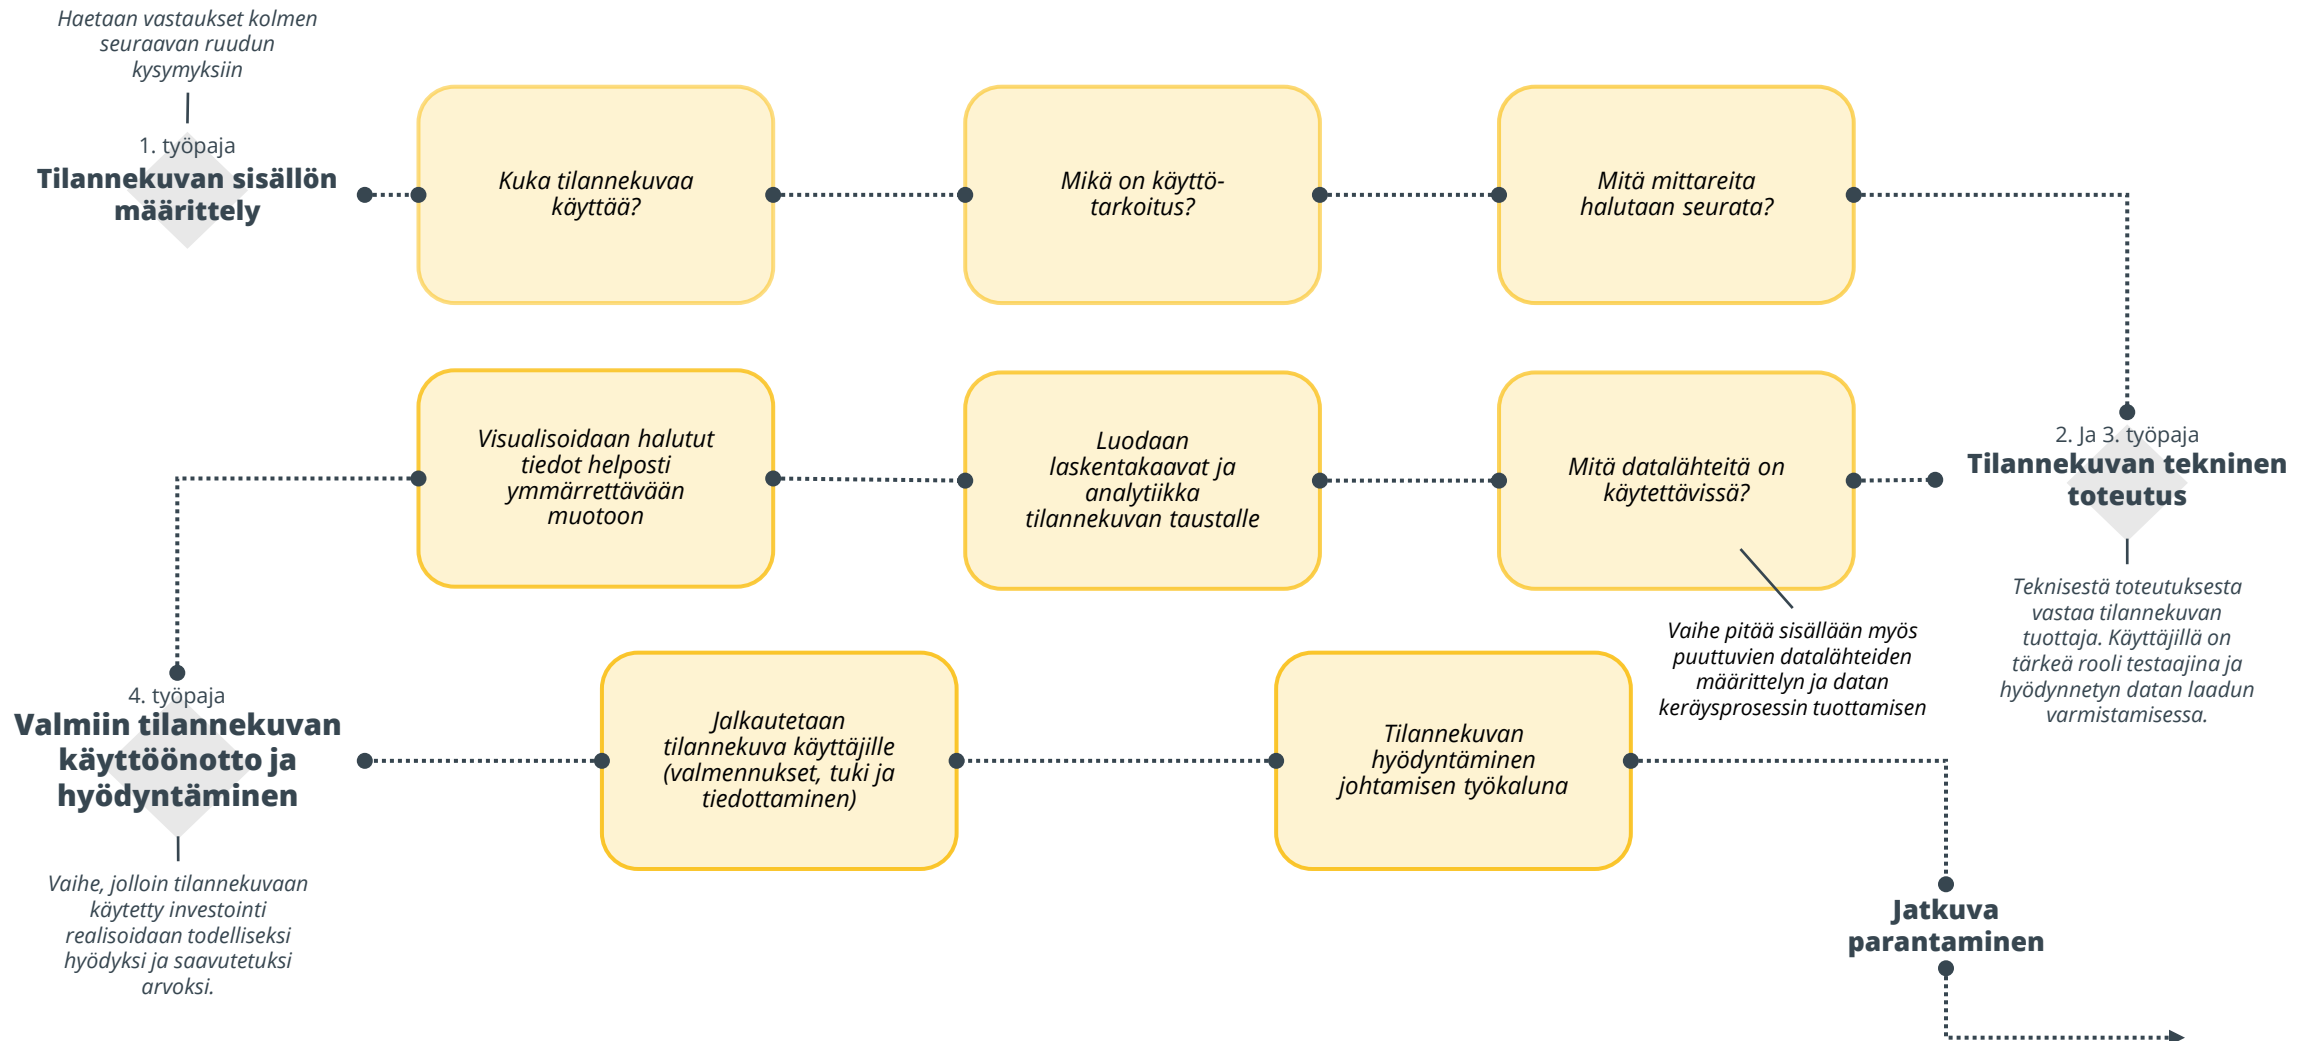 Haetaan vastaukset kolmen
seuraavan ruudun
kysymyksiin
1. työpaja
Tilannekuvan sisällön
määrittely
Kuka tilannekuvaa
käyttää?
Mikä on käyttö-
tarkoitus?
Mitä mittareita
halutaan seurata?
2. Ja 3. työpaja
Tilannekuvan tekninen
toteutus
Teknisestä toteutuksesta
vastaa tilannekuvan
tuottaja. Käyttäjillä on
tärkeä rooli testaajina ja
hyödynnetyn datan laadun
varmistamisessa.
Mitä datalähteitä on
käytettävissä?
Vaihe pitää sisällään myös
puuttuvien datalähteiden
määrittelyn ja datan
keräysprosessin tuottamisen
Luodaan
laskentakaavat ja
analytiikka
tilannekuvan taustalle
Visualisoidaan halutut
tiedot helposti
ymmärrettävään
muotoon
4. työpaja
Valmiin tilannekuvan
käyttöönotto ja
hyödyntäminen
Vaihe, jolloin tilannekuvaan
käytetty investointi
realisoidaan todelliseksi
hyödyksi ja saavutetuksi
arvoksi.
Jalkautetaan
tilannekuva käyttäjille
(valmennukset, tuki ja
tiedottaminen)
Tilannekuvan
hyödyntäminen
johtamisen työkaluna
Jatkuva
parantaminen